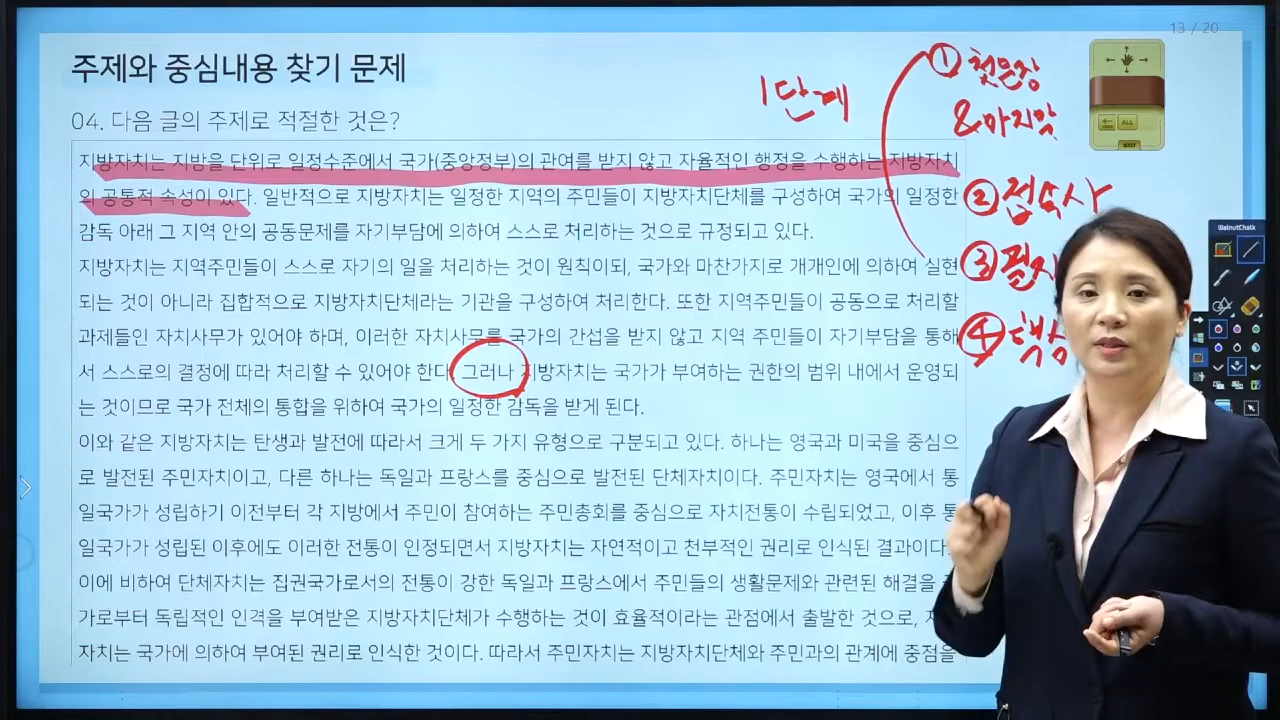 13 / 20
주제와 중심내용 찾기 문제
1단계
① 첫문장
&마지막
② 접속사
③ 필자
④ 핵심
04. 다음 글의 주제로 적절한 것은?
지방자치는 지방을 단위로 일정수준에서 국가(중앙정부)의 관여를 받지 않고 자율적인 행정을 수행하는 지방자치
의 공통적 속성이 있다. 일반적으로 지방자치는 일정한 지역의 주민들이 지방자치단체를 구성하여 국가의 일정한
감독 아래 그 지역 안의 공동문제를 자기부담에 의하여 스스로 처리하는 것으로 규정되고 있다.
지방자치는 지역주민들이 스스로 자기의 일을 처리하는 것이 원칙이되, 국가와 마찬가지로 개개인에 의하여 실현
되는 것이 아니라 집합적으로 지방자치단체라는 기관을 구성하여 처리한다. 또한 지역주민들이 공동으로 처리할
과제들인 자치사무가 있어야 하며, 이러한 자치사무를 국가의 간섭을 받지 않고 지역 주민들이 자기부담을 통해
서 스스로의 결정에 따라 처리할 수 있어야 한다. 그러나 지방자치는 국가가 부여하는 권한의 범위 내에서 운영되
는 것이므로 국가 전체의 통합을 위하여 국가의 일정한 감독을 받게 된다.
이와 같은 지방자치는 탄생과 발전에 따라서 크게 두 가지 유형으로 구분되고 있다. 하나는 영국과 미국을 중심으
로 발전된 주민자치이고, 다른 하나는 독일과 프랑스를 중심으로 발전된 단체자치이다. 주민자치는 영국에서 통
일국가가 성립하기 이전부터 각 지방에서 주민이 참여하는 주민총회를 중심으로 자치전통이 수립되었고, 이후 통
일국가가 성립된 이후에도 이러한 전통이 인정되면서 지방자치는 자연적이고 천부적인 권리로 인식된 결과이다.
이에 비하여 단체자치는 집권국가로서의 전통이 강한 독일과 프랑스에서 주민들의 생활문제와 관련된 해결을
가로부터 독립적인 인격을 부여받은 지방자치단체가 수행하는 것이 효율적이라는 관점에서 출발한 것으로,
자치는 국가에 의하여 부여된 권리로 인식한 것이다. 따라서 주민자치는 지방자치단체와 주민과의 관계에 중점을
ALL
EXIT
WalnutChalk